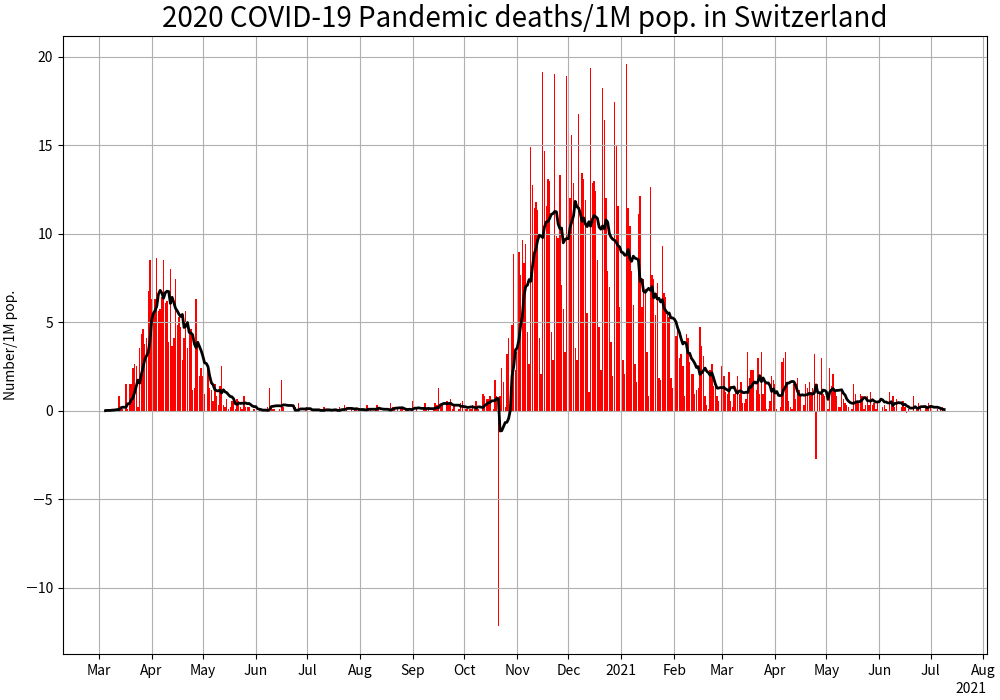 2020 COVID-19 Pandemic deaths/1M pop. in Switzerland
Number/1M pop.
20
15
10
5
0
−5
−10
Mar Apr May Jun Jul Aug Sep Oct Nov Dec 2021 Feb Mar Apr May Jun Jul Aug
2021